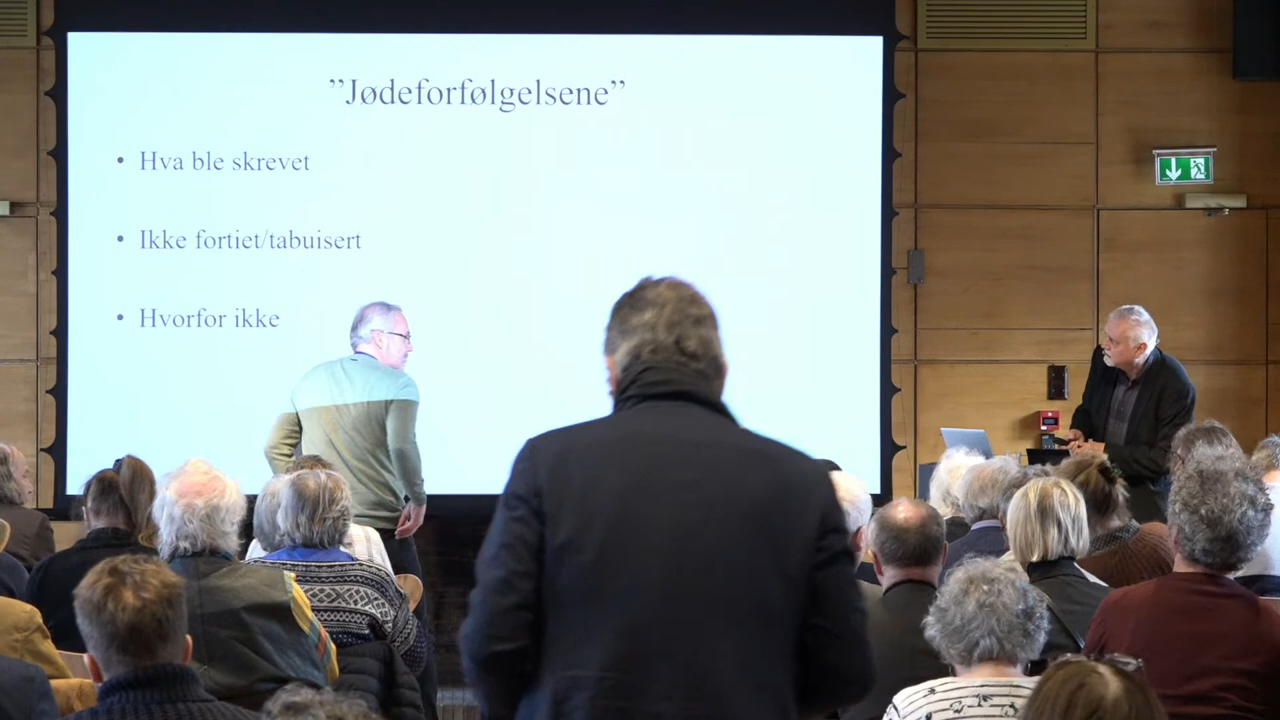 ”Jødeforfølgelsene”
• Hva ble skrevet
• Ikke fortiet/tabuisert
• Hvorfor ikke